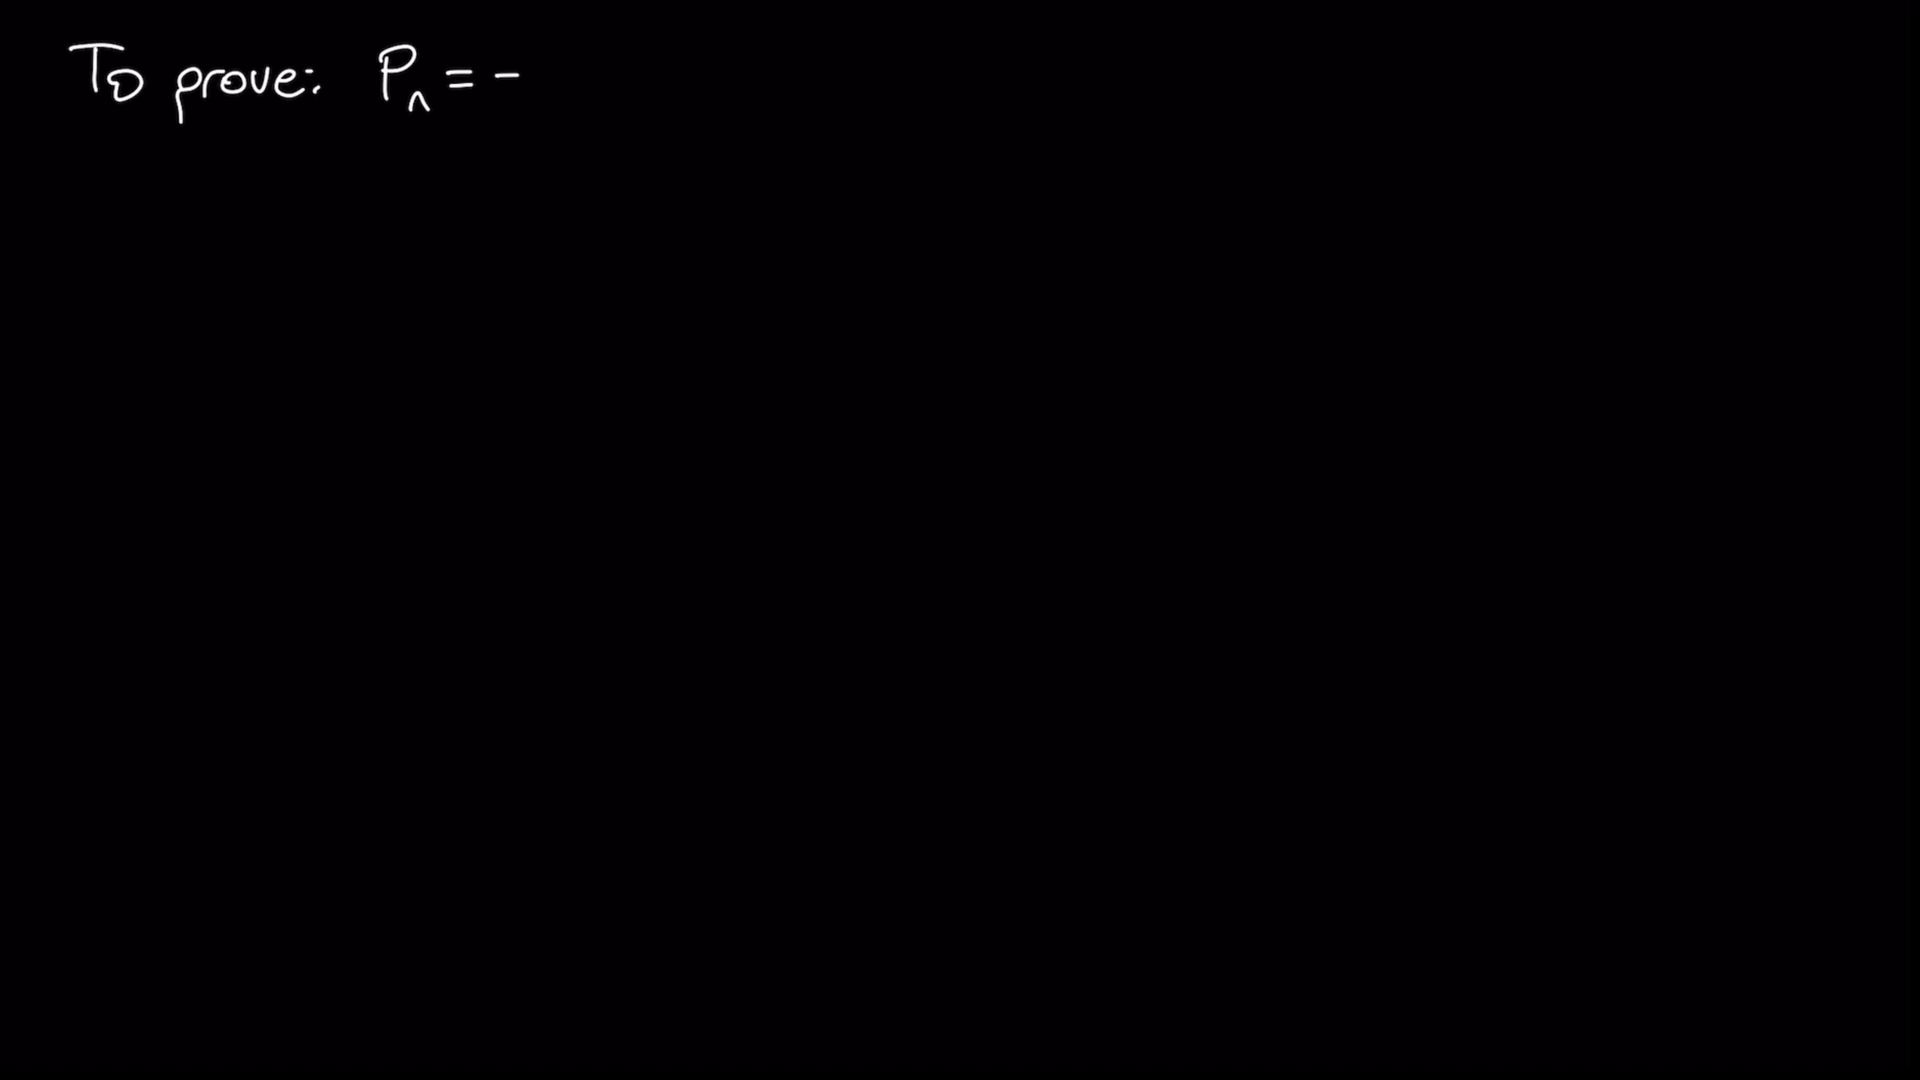 To prove: Pₙ = -